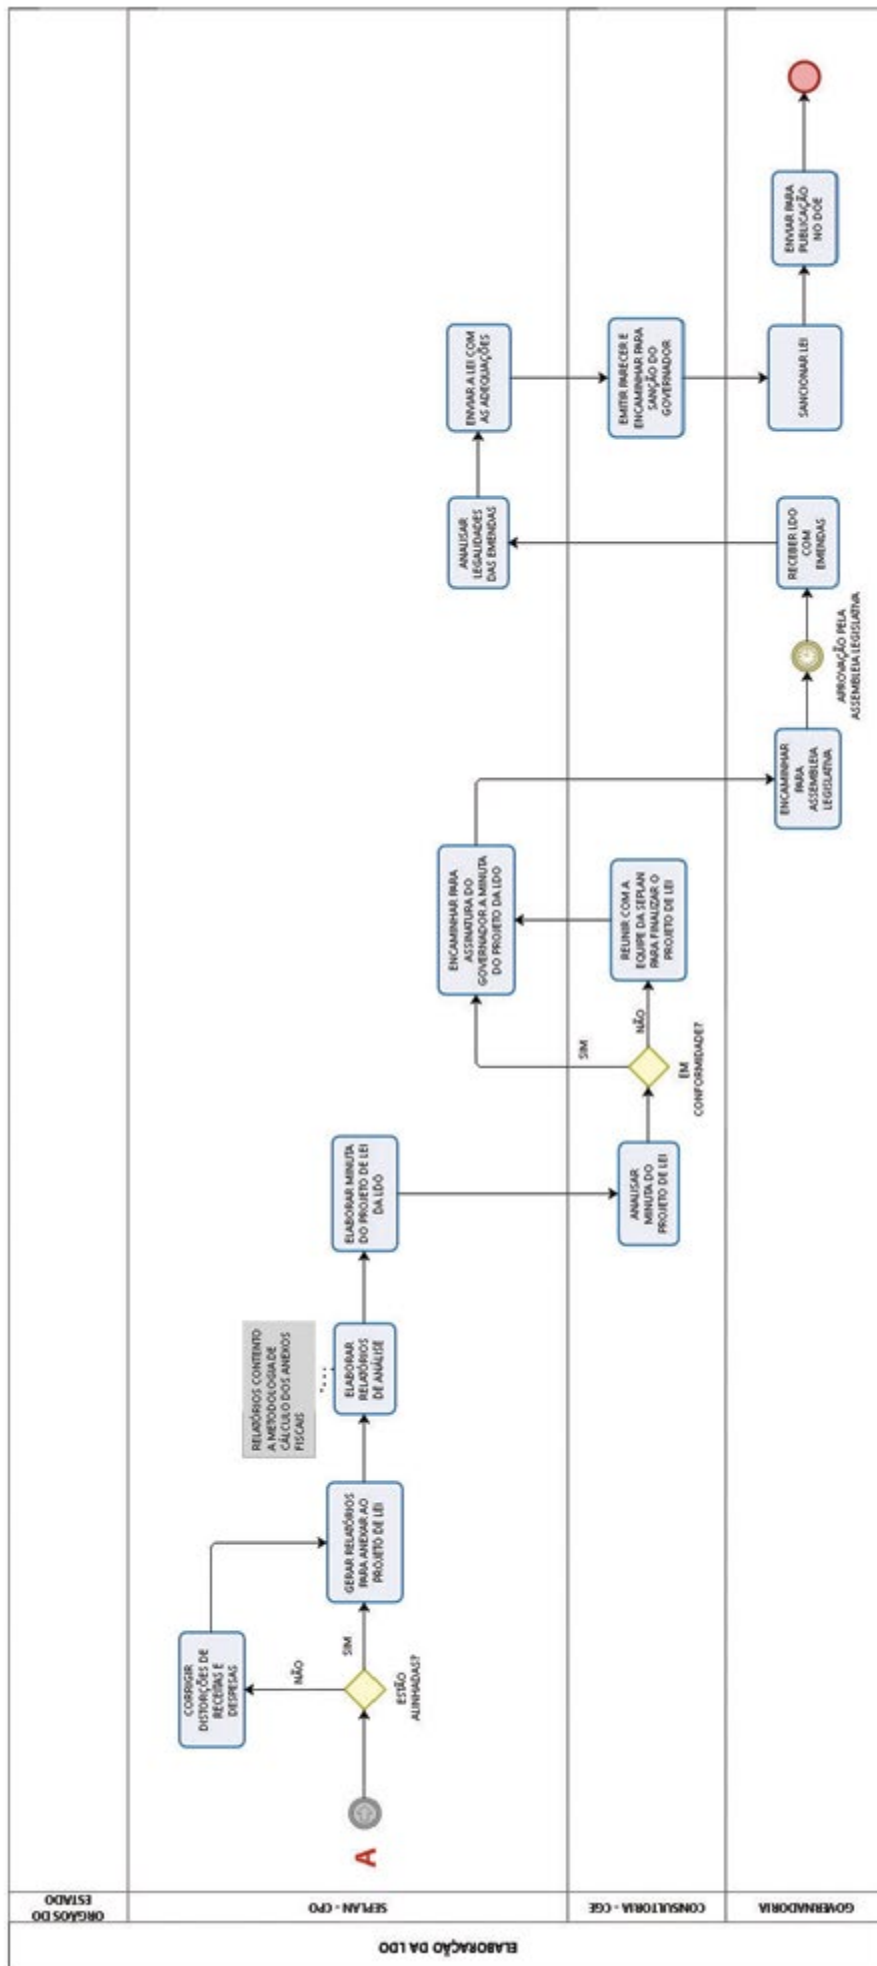 ELABORAÇÃO DA LDO
ORGÃOS DO
ESTADO
SEPLAN - CPO
CONSULTORIA - CGE
GOVERNADORIA
A
ESTÃO
ALINHADAS?
NÃO
SIM
CORRIGIR
DISTORÇÕES DE
RECEITAS E
DESPESAS
GERAR RELATÓRIOS
PARA ANEXAR AO
PROJETO DE LEI
RELATÓRIOS CONTENTO
A METODOLOGIA DE
CÁLCULO DOS ANEXOS
FISCAIS
ELABORAR
RELATÓRIOS
DE ANÁLISE
ELABORAR MINUTA
DO PROJETO DE LEI
DA LDO
ANALISAR
MINUTA DO
PROJETO DE LEI
EM
CONFORMIDADE?
SIM
NÃO
REUNIR COM A
EQUIPE DA SEPLAN
PARA FINALIZAR O
PROJETO DE LEI
ENCAMINHAR PARA
ASSINATURA DO
GOVERNADOR A MINUTA
DO PROJETO DA LDO
ENCAMINHAR
PARA
ASSEMBLEIA
LEGISLATIVA
APROVAÇÃO PELA
ASSEMBLEIA LEGISLATIVA
RECEBER LDO
COM
EMENDAS
ANALISAR
LEGALIDADES
DAS EMENDAS
ENVIAR A LEI COM
AS ADEQUAÇÕES
EMITIR PARECER E
ENCAMINHAR PARA
SANÇÃO DO
GOVERNADOR
SANCIONAR LEI
ENVIAR PARA
PUBLICAÇÃO
NO DOE